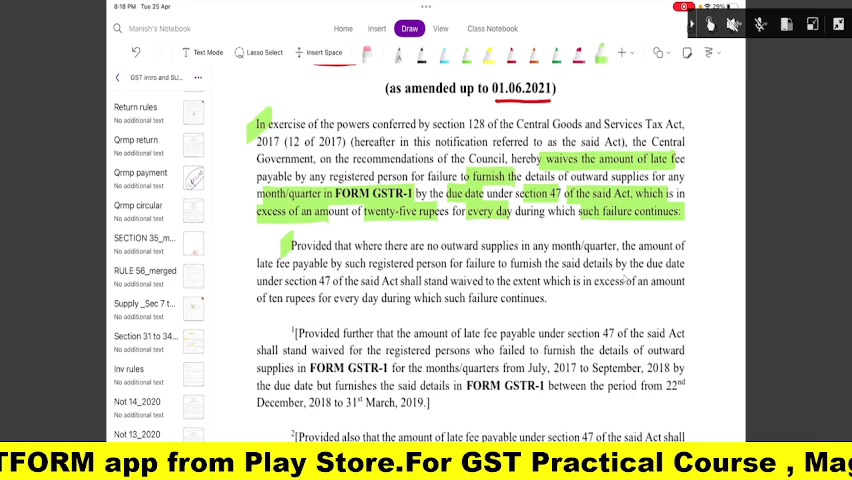 8:18 PM Tue 25 Apr
29%
Manish's Notebook
Home Insert Draw View Class Notebook
Text Mode Lasso Select Insert Space
GST intro and SU...
Return rules
No additional text
Qrmp return
No additional text
Qrmp payment
No additional text
Qrmp circular
No additional text
SECTION 35_m...
No additional text
RULE 56_merged
No additional text
Supply _Sec 7 t...
No additional text
Section 31 to 34...
No additional text
Inv rules
No additional text
Not 14_2020
No additional text
Not 13_2020
No additional text
(as amended up to 01.06.2021)
In exercise of the powers conferred by section 128 of the Central Goods and Services Tax Act,
2017 (12 of 2017) (hereafter in this notification referred to as the said Act), the Central
Government, on the recommendations of the Council, hereby waives the amount of late fee
payable by any registered person for failure to furnish the details of outward supplies for any
month/quarter in FORM GSTR-1 by the due date under section 47 of the said Act, which is in
excess of an amount of twenty-five rupees for every day during which such failure continues:
Provided that where there are no outward supplies in any month/quarter, the amount of
late fee payable by such registered person for failure to furnish the said details by the due date
under section 47 of the said Act shall stand waived to the extent which is in excess of an amount
of ten rupees for every day during which such failure continues.
1[Provided further that the amount of late fee payable under section 47 of the said Act
shall stand waived for the registered persons who failed to furnish the details of outward
supplies in FORM GSTR-1 for the months/quarters from July, 2017 to September, 2018 by
the due date but furnishes the said details in FORM GSTR-1 between the period from 22nd
December, 2018 to 31st March, 2019.]
2[Provided also that the amount of late fee payable under section 47 of the said Act shall
TFORM app from Play Store.For GST Practical Course , Mag